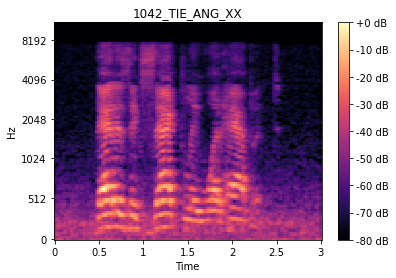 1042_TIE_ANG_XX
Hz
8192
4096
2048
1024
512
0
0
0.5
1
1.5
2
2.5
3
Time
+0 dB
-10 dB
-20 dB
-30 dB
-40 dB
-50 dB
-60 dB
-70 dB
-80 dB